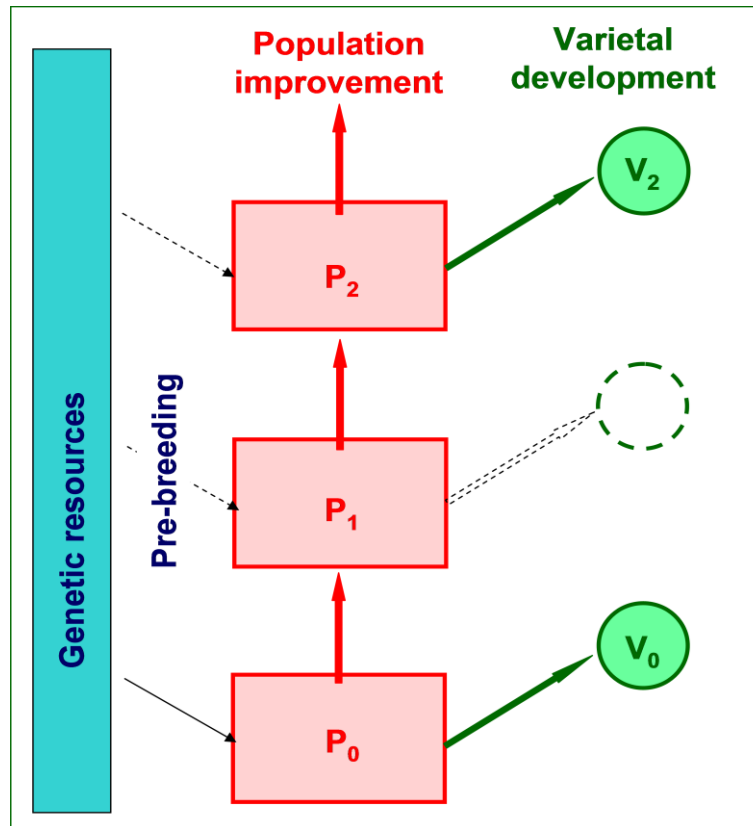 Population
improvement
Varietal
development
V₂
P₂
Genetic resources
Pre-breeding
P₁
V₀
P₀